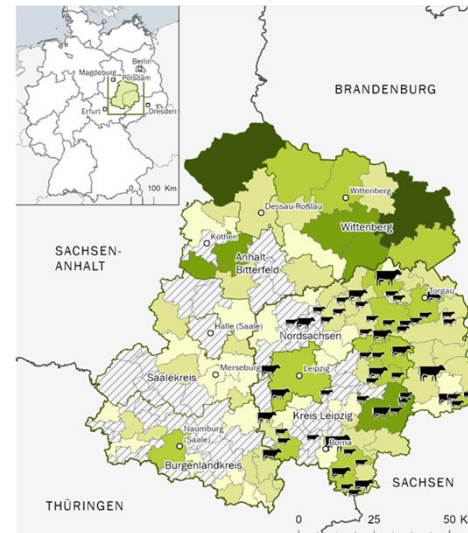 Berlin
Potsdam
Magdeburg
Erfurt
Dresden
0 100 Km
BRANDENBURG
Wittenberg
Dessau-Roßlau
Wittenberg
Köthen
Anhalt-
Bitterfeld
SACHSEN-
ANHALT
Torgau
Halle (Saale)
Nordsachsen
Merseburg
Leipzig
Saalekreis
Kreis Leipzig
Naumburg
(Saale)
Borna
Burgenlandkreis
SACHSEN
THÜRINGEN
0 25 50 K